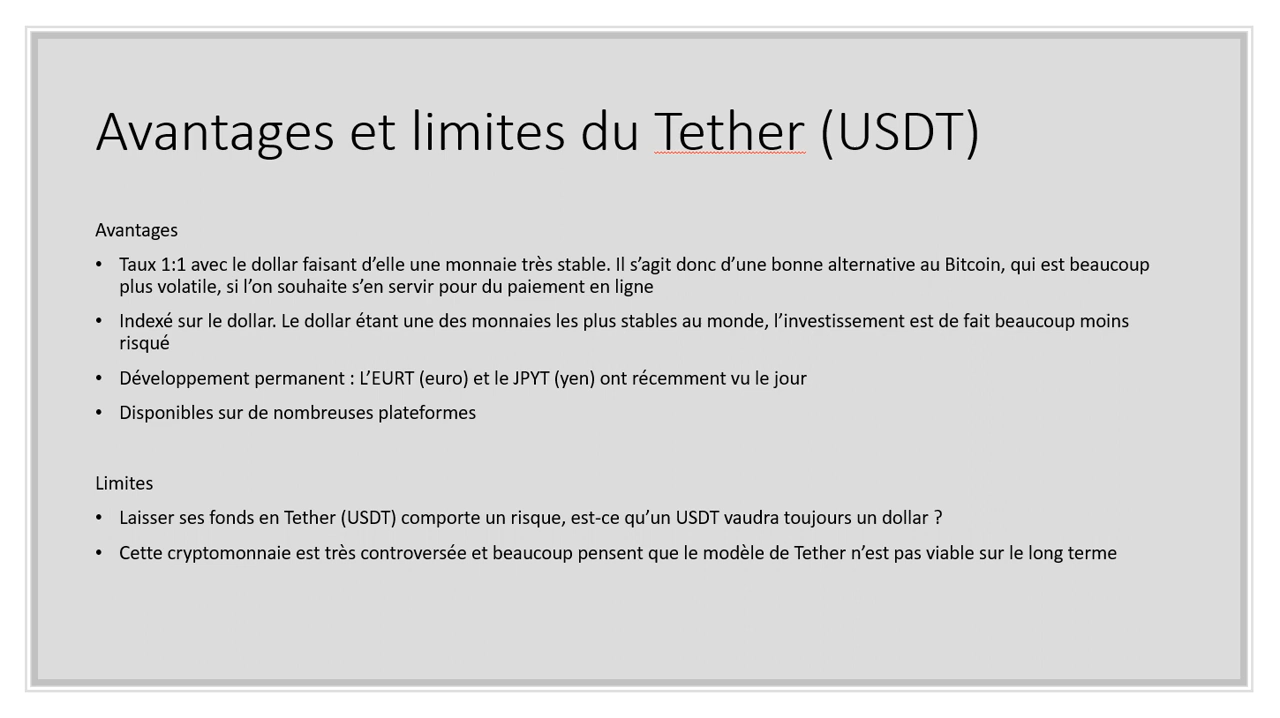 Avantages et limites du Tether (USDT)
Avantages
• Taux 1:1 avec le dollar faisant d’elle une monnaie très stable. Il s’agit donc d’une bonne alternative au Bitcoin, qui est beaucoup
plus volatile, si l’on souhaite s’en servir pour du paiement en ligne
• Indexé sur le dollar. Le dollar étant une des monnaies les plus stables au monde, l’investissement est de fait beaucoup moins
risqué
• Développement permanent : L’EURT (euro) et le JPYT (yen) ont récemment vu le jour
• Disponibles sur de nombreuses plateformes
Limites
• Laisser ses fonds en Tether (USDT) comporte un risque, est-ce qu’un USDT vaudra toujours un dollar ?
• Cette cryptomonnaie est très controversée et beaucoup pensent que le modèle de Tether n’est pas viable sur le long terme